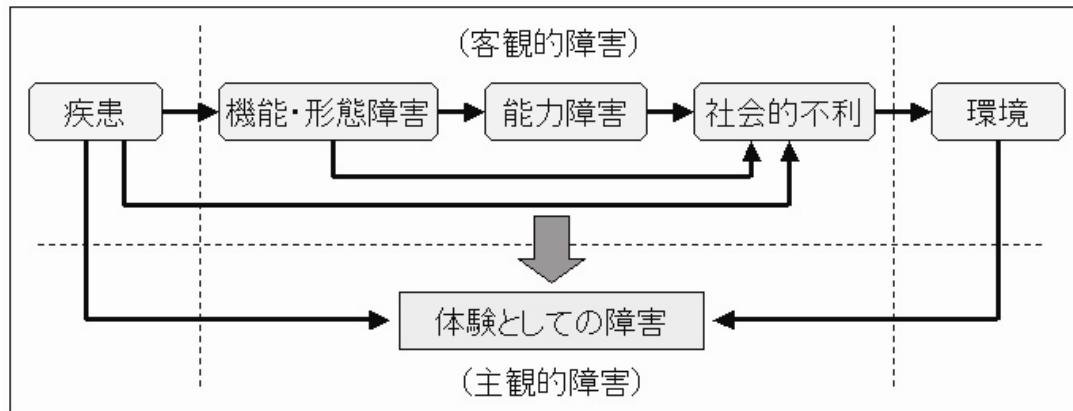 (客観的障害)
疾患
機能・形態障害
能力障害
社会的不利
環境
体験としての障害
(主観的障害)